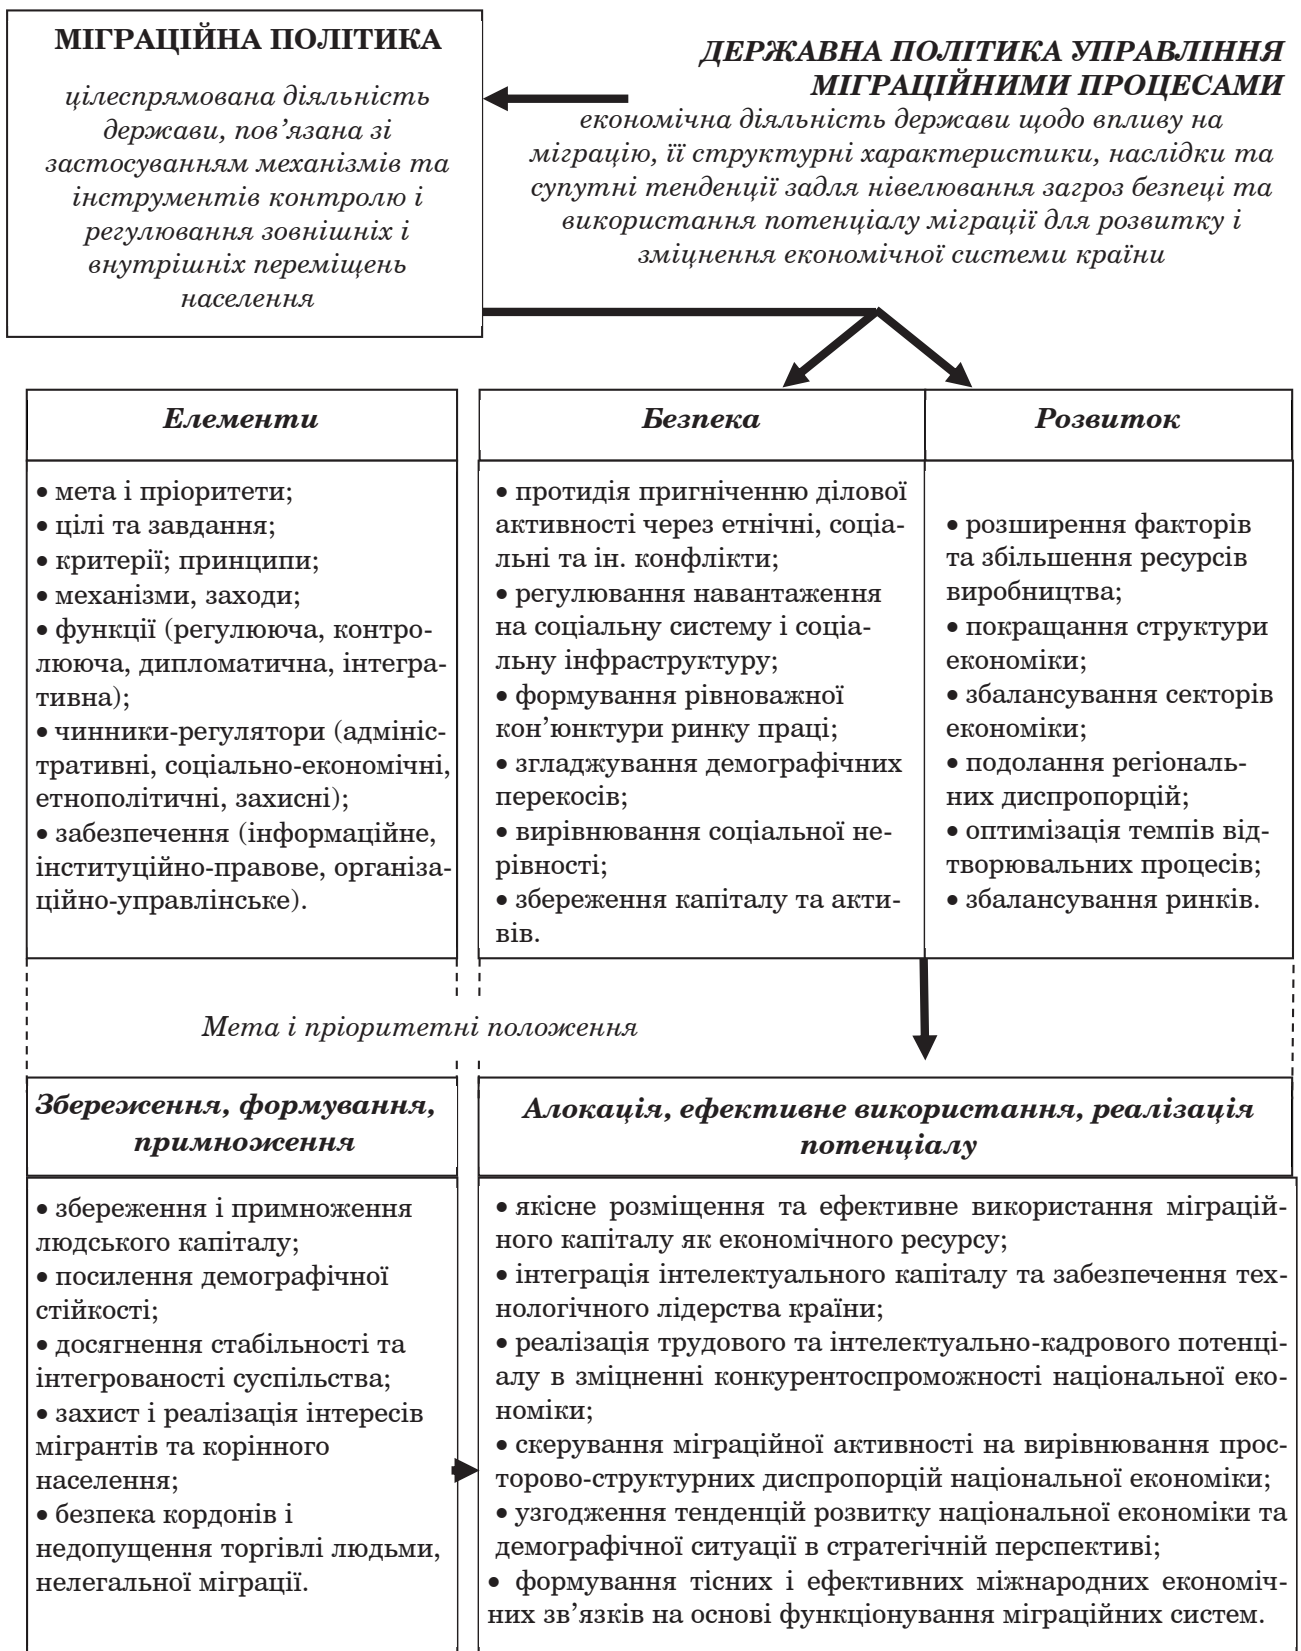 МІГРАЦІЙНА ПОЛІТИКА
цілеспрямована діяльність
держави, пов’язана зі
застосуванням механізмів та
інструментів контролю і
регулювання зовнішніх і
внутрішніх переміщень
населення
ДЕРЖАВНА ПОЛІТИКА УПРАВЛІННЯ
МІГРАЦІЙНИМИ ПРОЦЕСАМИ
економічна діяльність держави щодо впливу на
міграцію, її структурні характеристики, наслідки та
супутні тенденції задля нівелювання загроз безпеці та
використання потенціалу міграції для розвитку і
зміцнення економічної системи країни
Елементи
• мета і пріоритети;
• цілі та завдання;
• критерії; принципи;
• механізми, заходи;
• функції (регулююча, контро-
лююча, дипломатична, інтегра-
тивна);
• чинники-регулятори (адмініс-
тративні, соціально-економічні,
етнополітичні, захисні);
• забезпечення (інформаційне,
інституційно-правове, організа-
ційно-управлінське).
Безпека
• протидія пригніченню ділової
активності через етнічні, соціа-
льні та ін. конфлікти;
• регулювання навантаження
на соціальну систему і соціа-
льну інфраструктуру;
• формування рівноважної
кон’юнктури ринку праці;
• згладжування демографічних
перекосів;
• вирівнювання соціальної не-
рівності;
• збереження капіталу та акти-
вів.
Розвиток
• розширення факторів
та збільшення ресурсів
виробництва;
• покращання структури
економіки;
• збалансування секторів
економіки;
• подолання регіональ-
них диспропорцій;
• оптимізація темпів від-
творювальних процесів;
• збалансування ринків.
Мета і пріоритетні положення
Збереження, формування,
примноження
• збереження і примноження
людського капіталу;
• посилення демографічної
стійкості;
• досягнення стабільності та
інтегрованості суспільства;
• захист і реалізація інтересів
мігрантів та корінного
населення;
• безпека кордонів і
недопущення торгівлі людьми,
нелегальної міграції.
Алокація, ефективне використання, реалізація
потенціалу
• якісне розміщення та ефективне використання міграцій-
ного капіталу як економічного ресурсу;
• інтеграція інтелектуального капіталу та забезпечення тех-
нологічного лідерства країни;
• реалізація трудового та інтелектуально-кадрового потенці-
алу в зміцненні конкурентоспроможності національної еко-
номіки;
• скерування міграційної активності на вирівнювання прос-
торово-структурних диспропорцій національної економіки;
• узгодження тенденцій розвитку національної економіки та
демографічної ситуації в стратегічній перспективі;
• формування тісних і ефективних міжнародних економіч-
них зв’язків на основі функціонування міграційних систем.